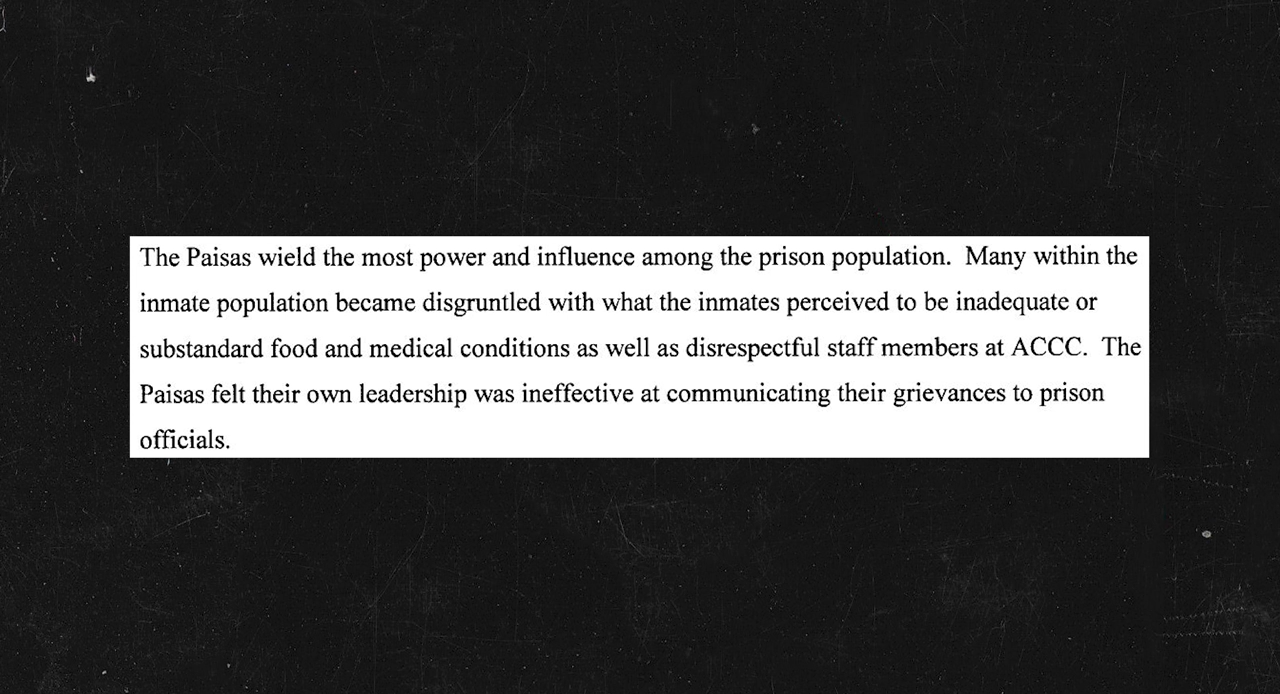 The Paisas wield the most power and influence among the prison population.  Many within the
inmate population became disgruntled with what the inmates perceived to be inadequate or
substandard food and medical conditions as well as disrespectful staff members at ACCC.  The
Paisas felt their own leadership was ineffective at communicating their grievances to prison
officials.